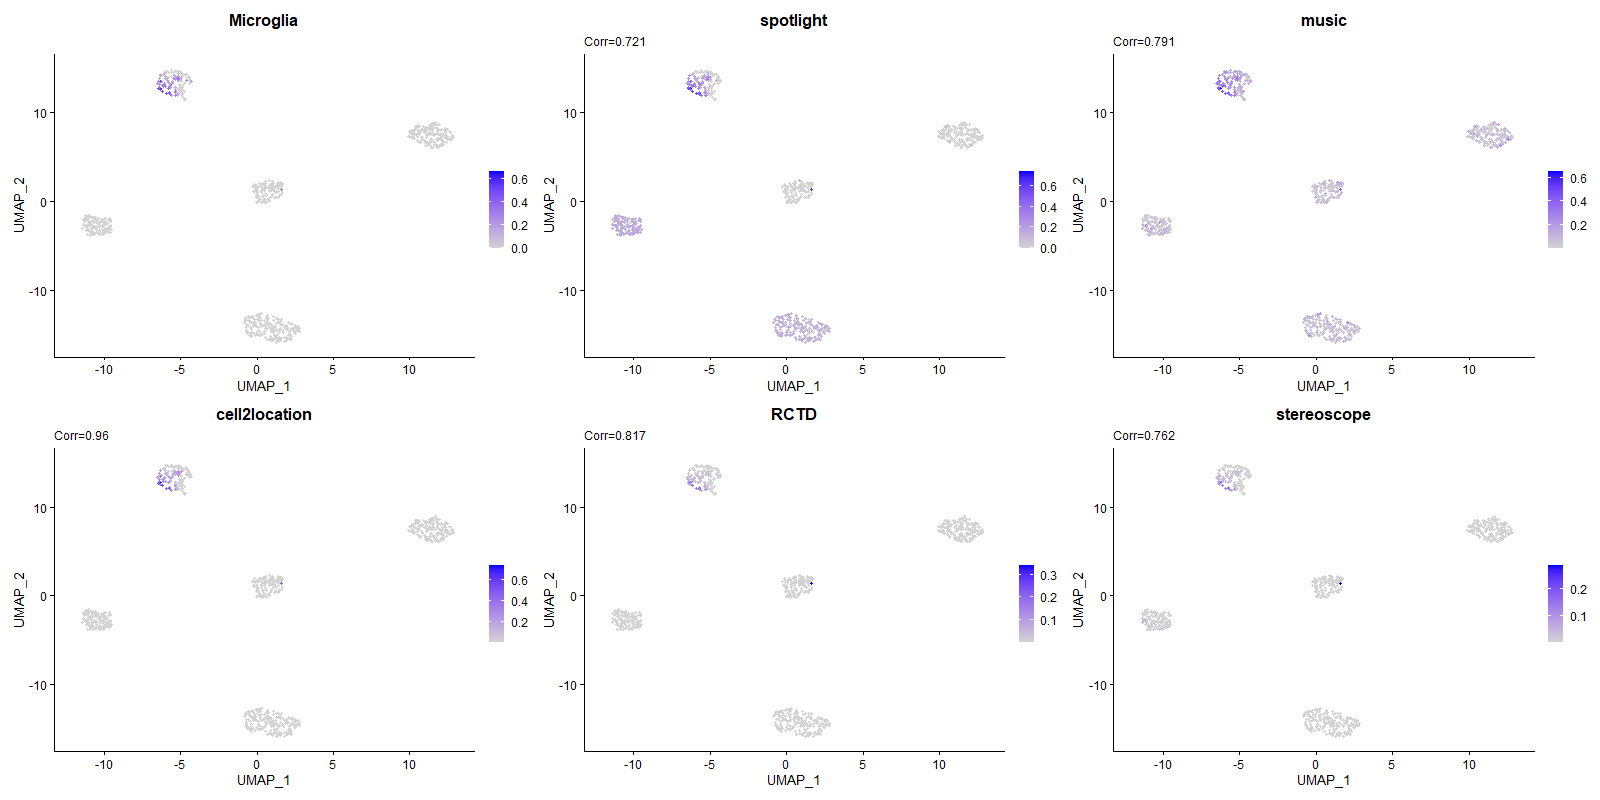 Microglia
10
0
-10
UMAP_2
-10
-5
0
5
10
UMAP_1
0.6
0.4
0.2
0.0
spotlight
Corr=0.721
10
0
-10
UMAP_2
-10
-5
0
5
10
UMAP_1
0.6
0.4
0.2
0.0
music
Corr=0.791
10
0
-10
UMAP_2
-10
-5
0
5
10
UMAP_1
0.6
0.4
0.2
cell2location
Corr=0.96
10
0
-10
UMAP_2
-10
-5
0
5
10
UMAP_1
0.6
0.4
0.2
RCTD
Corr=0.817
10
0
-10
UMAP_2
-10
-5
0
5
10
UMAP_1
0.3
0.2
0.1
stereoscope
Corr=0.762
10
0
-10
UMAP_2
-10
-5
0
5
10
UMAP_1
0.2
0.1